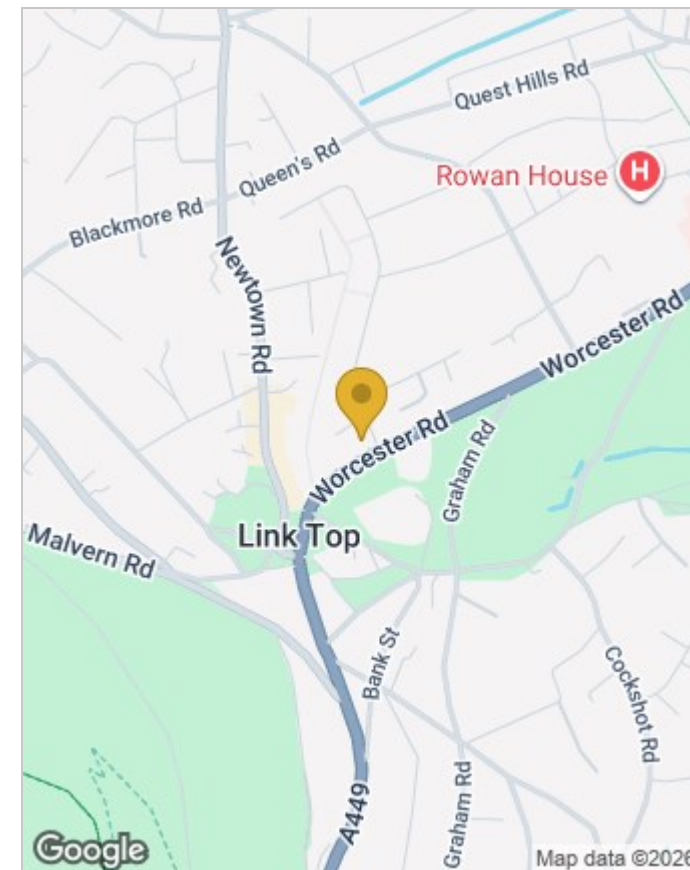 Quest Hills Rd
Queen's Rd
Rowan House
H
Blackmore Rd
Newtown Rd
Worcester Rd
Worcester Rd
Graham Rd
Link Top
Malvern Rd
Bank St
Cockshot Rd
A449
Graham Rd
Google
Map data ©2026